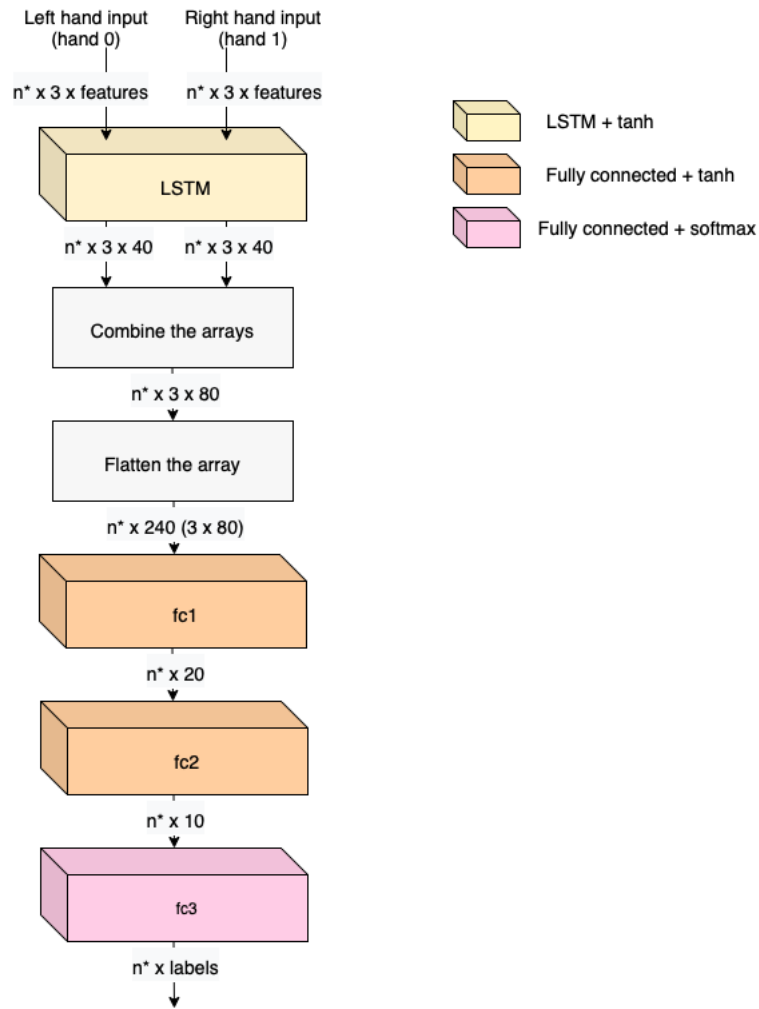 Left hand input
(hand 0)
Right hand input
(hand 1)
n* x 3 x features
n* x 3 x features
LSTM
n* x 3 x 40
n* x 3 x 40
Combine the arrays
n* x 3 x 80
Flatten the array
n* x 240 (3 x 80)
fc1
n* x 20
fc2
n* x 10
fc3
n* x labels
LSTM + tanh
Fully connected + tanh
Fully connected + softmax